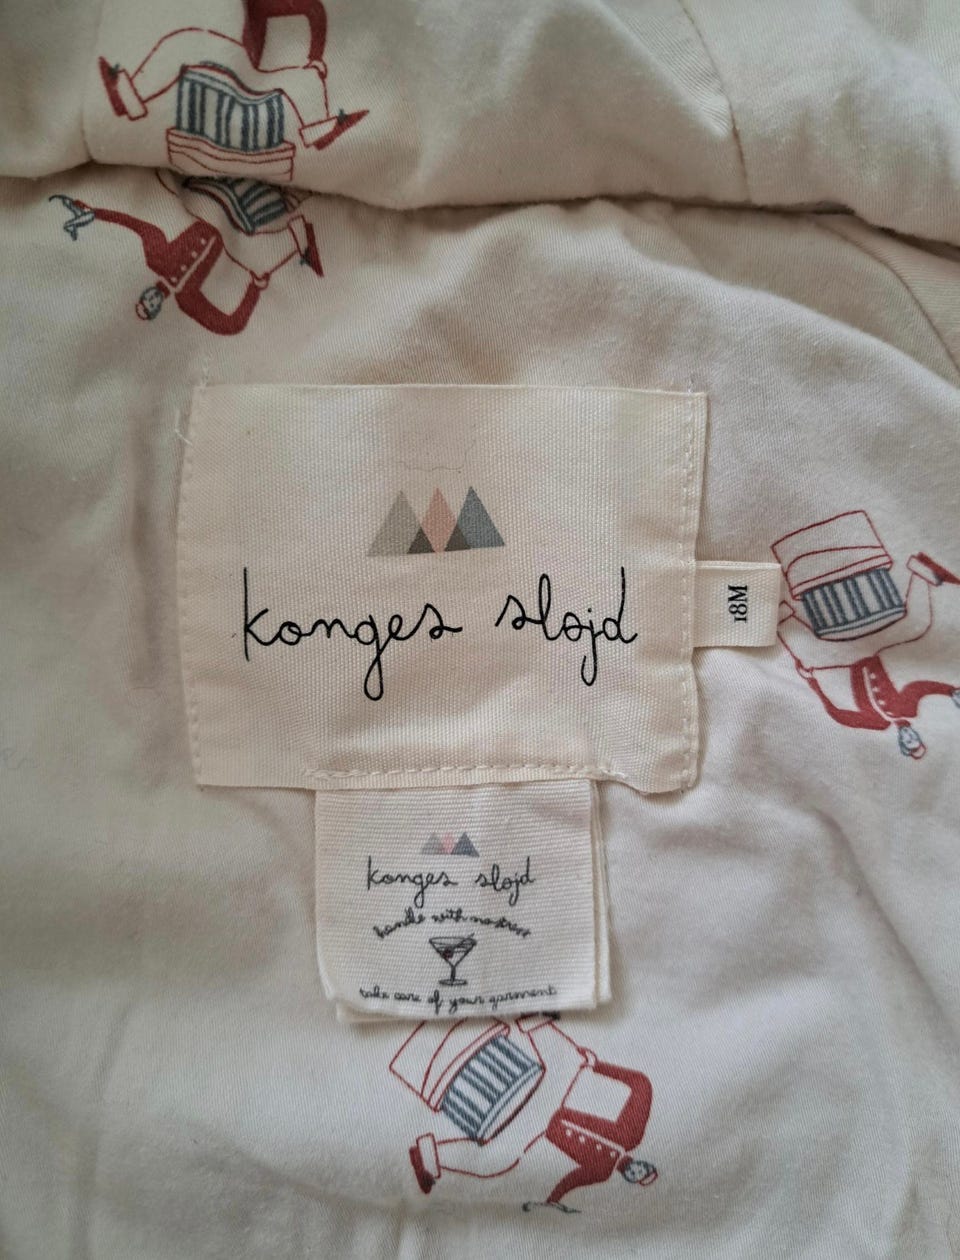 konges sløjd
18M
konges sløjd
handle with no stress
take care of your garment